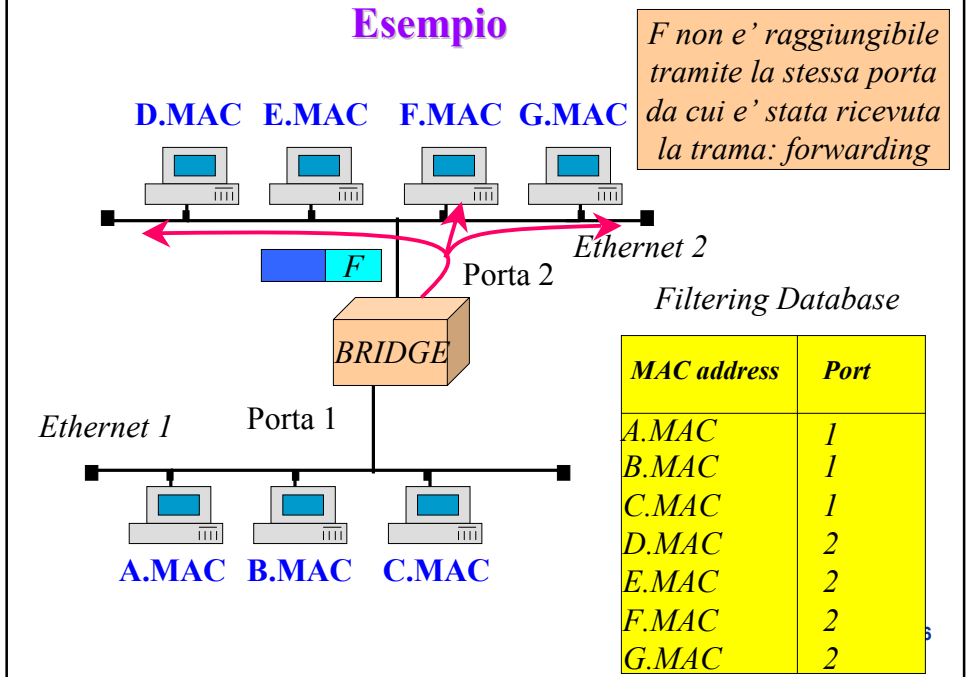 Esempio
F non e' raggiungibile
tramite la stessa porta
da cui e' stata ricevuta
la trama: forwarding
D.MAC E.MAC F.MAC G.MAC
Ethernet 2
F
Porta 2
Filtering Database
BRIDGE
Porta 1
Ethernet 1
A.MAC B.MAC C.MAC
MAC address Port
A.MAC 1
B.MAC 1
C.MAC 1
D.MAC 2
E.MAC 2
F.MAC 2
G.MAC 2
6